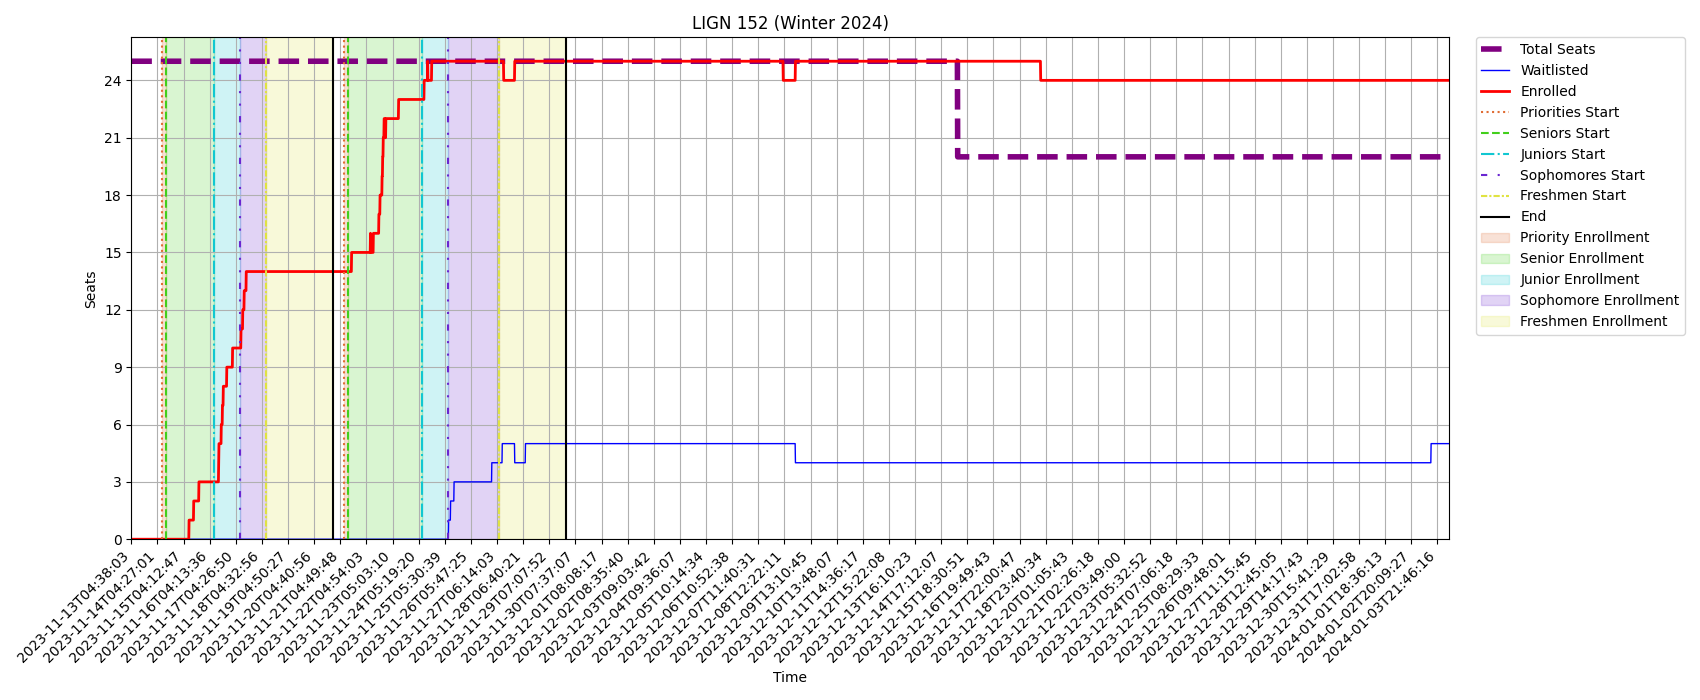 LIGN 152 (Winter 2024)
Seats
24
21
18
15
12
9
6
3
0
2023-11-13T04:38:03
2023-11-14T04:27:01
2023-11-15T04:12:47
2023-11-16T04:13:36
2023-11-17T04:26:50
2023-11-18T04:32:56
2023-11-19T04:50:27
2023-11-20T04:40:56
2023-11-21T04:49:48
2023-11-22T04:54:03
2023-11-23T05:03:10
2023-11-24T05:19:20
2023-11-25T05:30:39
2023-11-26T05:47:25
2023-11-27T06:14:03
2023-11-28T06:40:21
2023-11-29T07:07:52
2023-11-30T07:37:07
2023-12-01T08:08:17
2023-12-02T08:35:40
2023-12-03T09:03:42
2023-12-04T09:36:07
2023-12-05T10:14:34
2023-12-06T10:52:38
2023-12-07T11:40:31
2023-12-08T12:22:11
2023-12-09T13:10:45
2023-12-10T13:48:07
2023-12-11T14:36:17
2023-12-12T15:22:08
2023-12-13T16:10:23
2023-12-14T17:12:07
2023-12-15T18:30:51
2023-12-16T19:49:43
2023-12-17T22:00:47
2023-12-18T23:40:34
2023-12-20T01:05:43
2023-12-21T02:26:18
2023-12-22T03:49:00
2023-12-23T05:32:52
2023-12-24T07:06:18
2023-12-25T08:29:33
2023-12-26T09:48:01
2023-12-27T11:15:45
2023-12-28T12:45:05
2023-12-29T14:17:43
2023-12-30T15:41:29
2023-12-31T17:02:58
2024-01-01T18:36:13
2024-01-02T20:09:27
2024-01-03T21:46:16
Time
Total Seats
Waitlisted
Enrolled
Priorities Start
Seniors Start
Juniors Start
Sophomores Start
Freshmen Start
End
Priority Enrollment
Senior Enrollment
Junior Enrollment
Sophomore Enrollment
Freshmen Enrollment